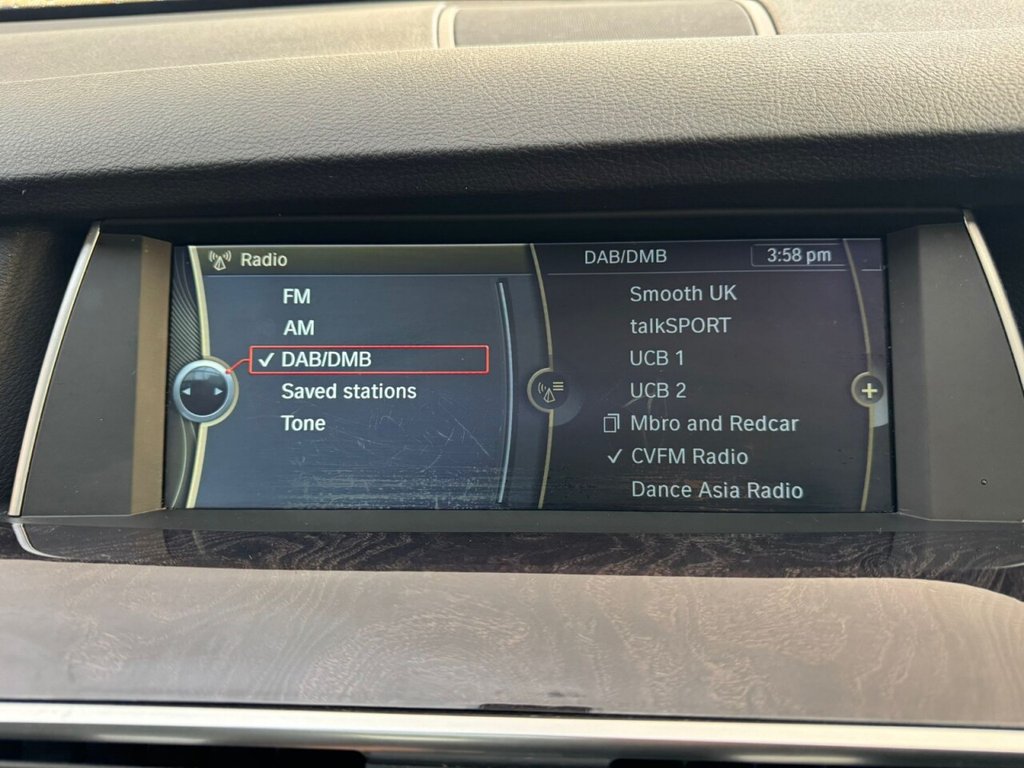 Radio
FM
AM
DAB/DMB
Saved stations
Tone
DAB/DMB
3:58 pm
Smooth UK
talkSPORT
UCB 1
UCB 2
Mbro and Redcar
CVFM Radio
Dance Asia Radio